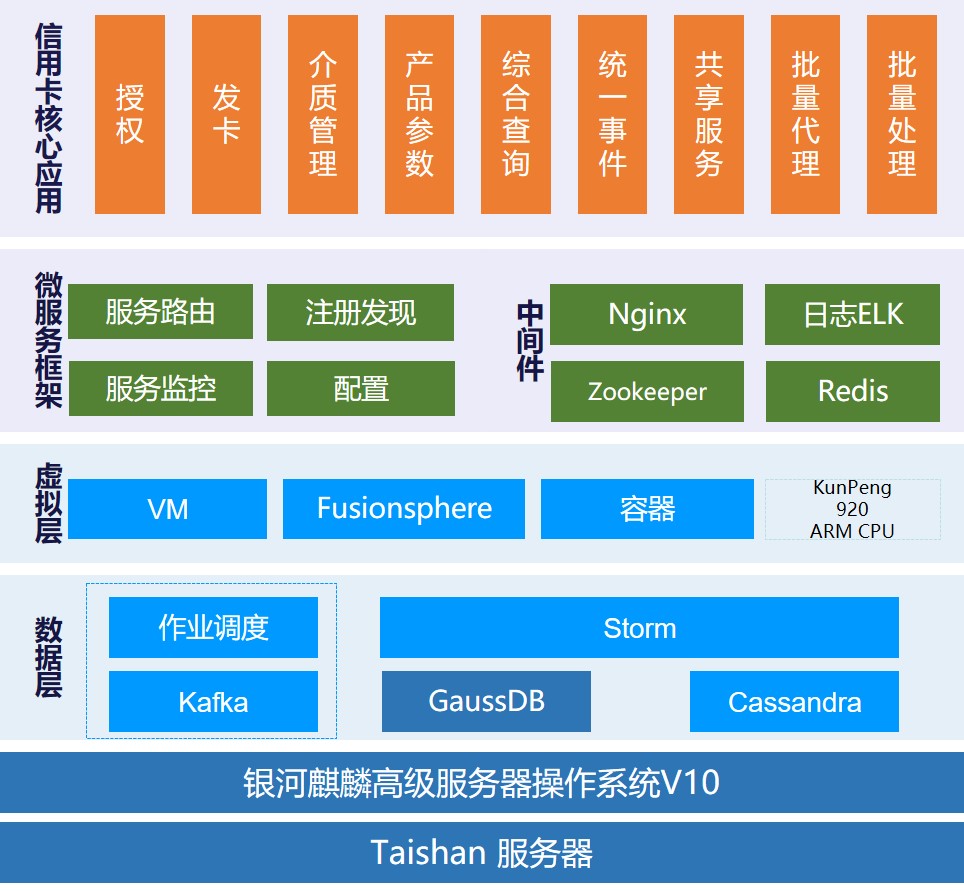 信用卡核心应用
授权
发卡
介质管理
产品参数
综合查询
统一事件
共享服务
批量代理
批量处理
微服务框架
服务路由
注册发现
服务监控
配置
中间件
Nginx
日志ELK
Zookeeper
Redis
虚拟层
VM
Fusionsphere
容器
KunPeng
920
ARM CPU
数据层
作业调度
Storm
Kafka
GaussDB
Cassandra
银河麒麟高级服务器操作系统V10
Taishan 服务器